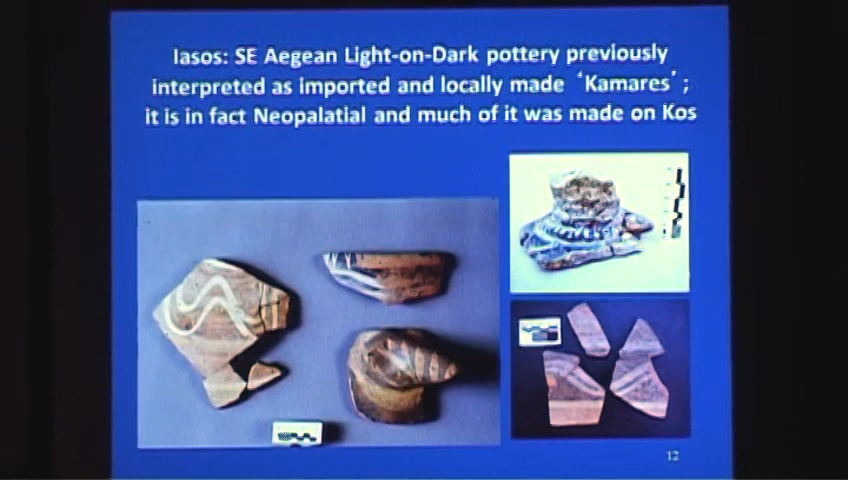 Iasos: SE Aegean Light-on-Dark pottery previously
interpreted as imported and locally made 'Kamares';
it is in fact Neopalatial and much of it was made on Kos
12